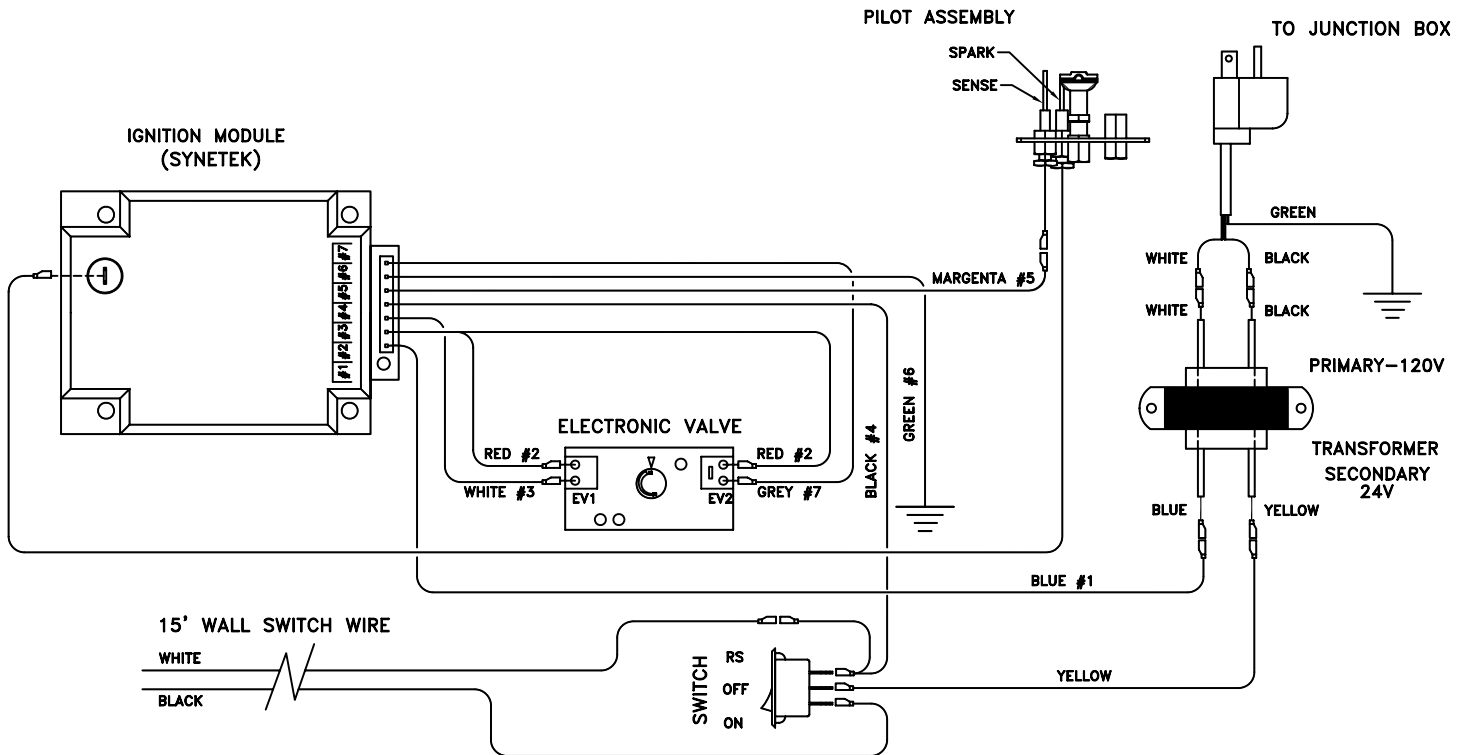 PILOT ASSEMBLY
TO JUNCTION BOX
SPARK
SENSE
IGNITION MODULE
(SYNETEK)
GREEN
WHITE
BLACK
MARGENTA #5
WHITE
BLACK
#1 #2 #3 #4 #5 #6 #7
PRIMARY-120V
GREEN #6
BLACK #4
ELECTRONIC VALVE
TRANSFORMER
SECONDARY
24V
RED #2
RED #2
WHITE #3
EV1
EV2
GREY #7
BLUE
YELLOW
BLUE #1
15' WALL SWITCH WIRE
WHITE
BLACK
SWITCH
RS
OFF
ON
YELLOW